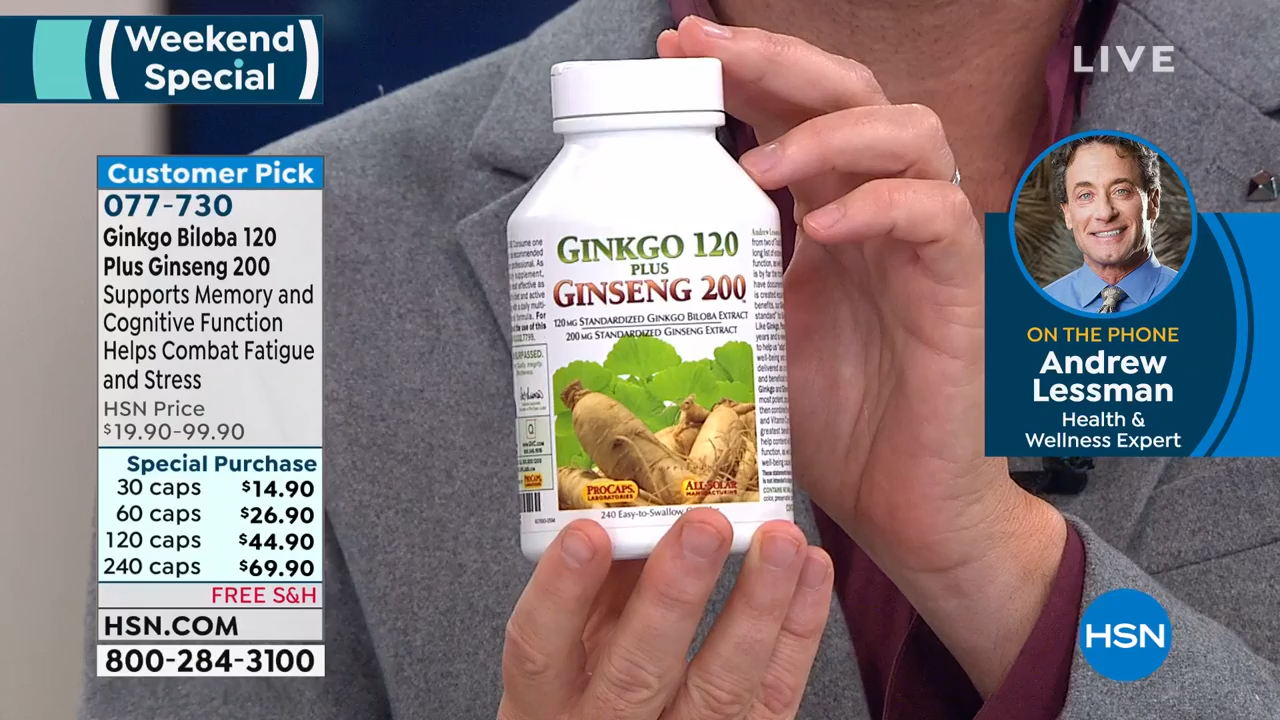 Weekend
Special
LIVE
Customer Pick
077-730
Ginkgo Biloba 120
Plus Ginseng 200
Supports Memory and
Cognitive Function
Helps Combat Fatigue
and Stress
HSN Price
$19.90-99.90
Special Purchase
30 caps $14.90
60 caps $26.90
120 caps $44.90
240 caps $69.90
FREE S&H
HSN.COM
800-284-3100
GINKGO 120
PLUS
GINSENG 200
120 MG STANDARDIZED GINKGO BILOBA EXTRACT
200 MG STANDARDIZED GINSENG EXTRACT
PROCAPS
LABORATORIES
ALL-SOLAR
MANUFACTURING
240 Easy-to-Swallow
ON THE PHONE
Andrew
Lessman
Health &
Wellness Expert
HSN